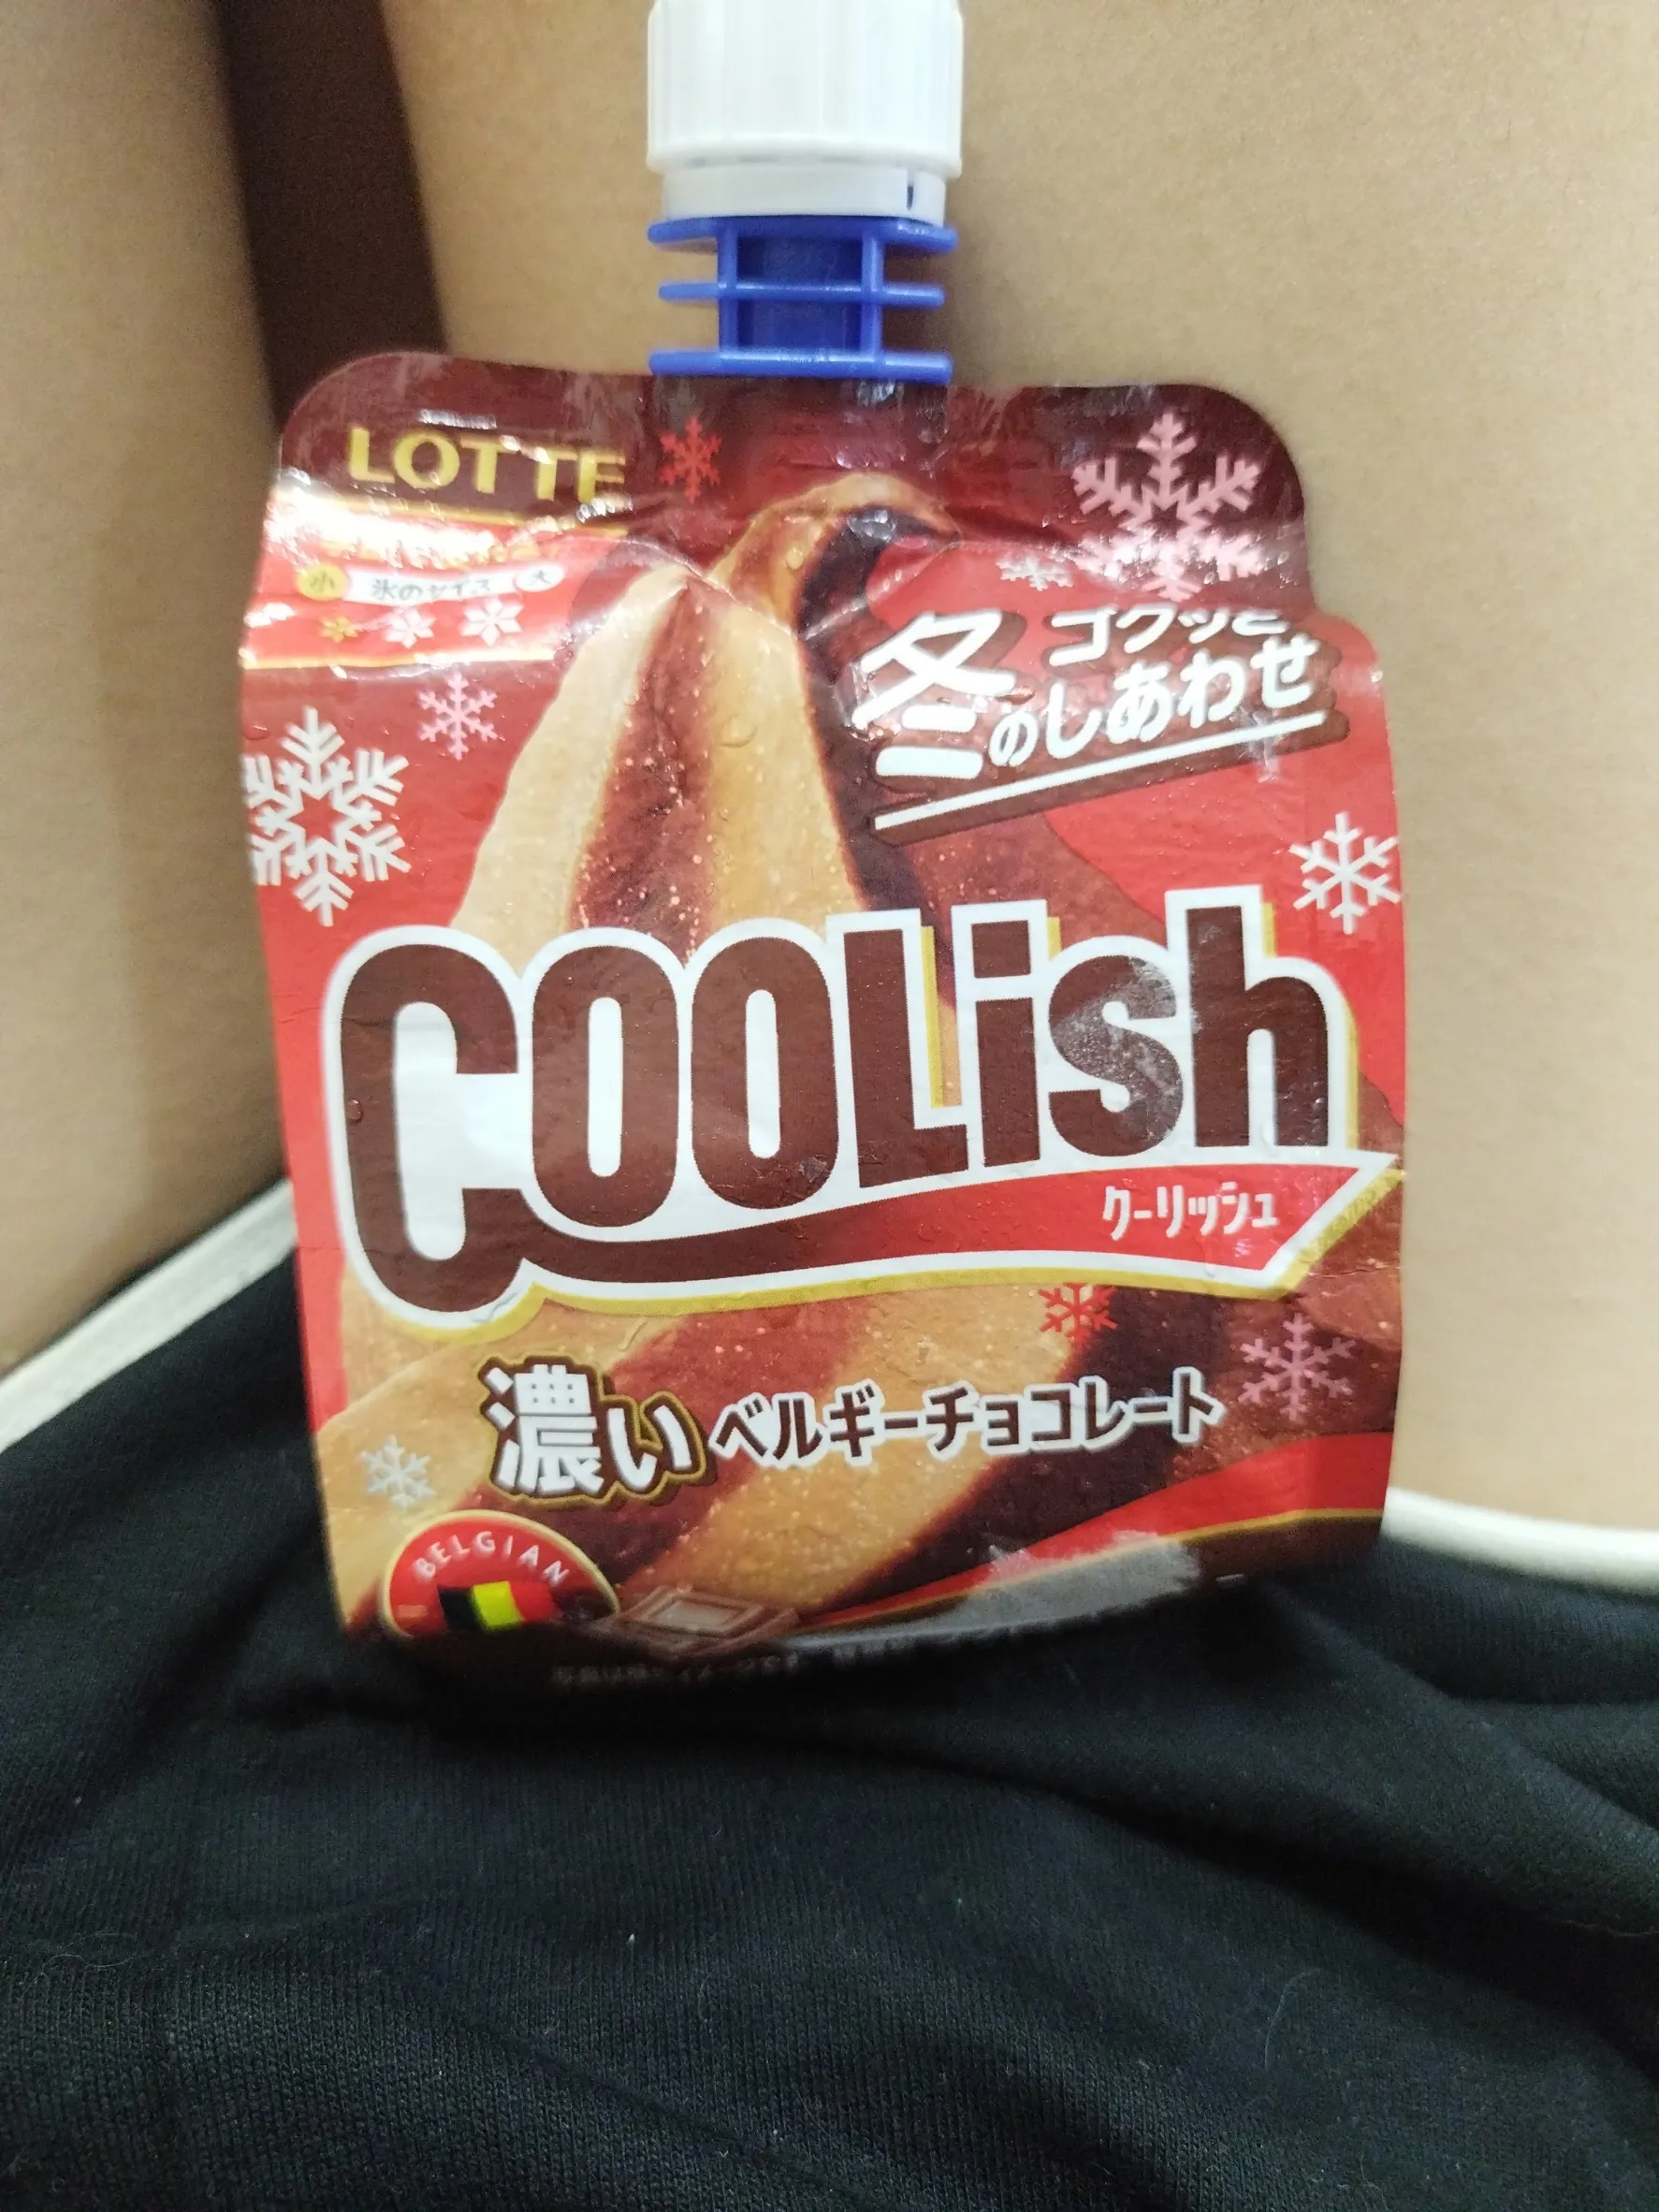 LOTTE
小 氷のサイズ 大
ゴクッと
冬のしあわせ
COOLish
クーリッシュ
濃いベルギーチョコレート
BELGIAN